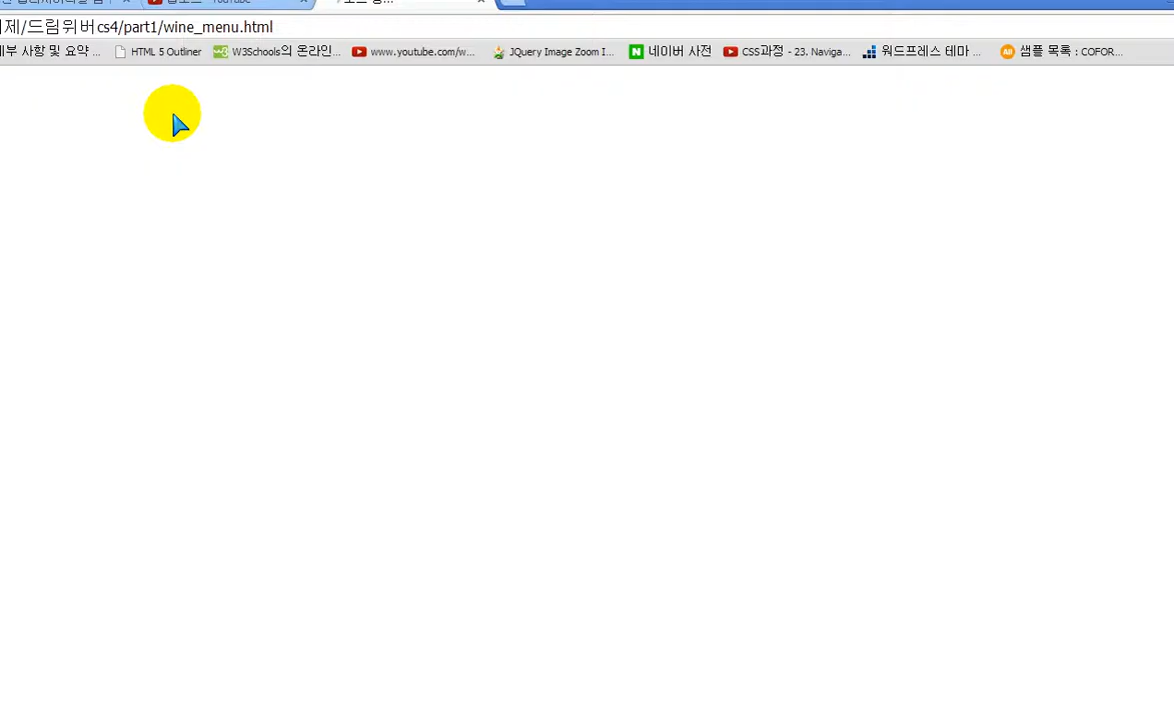 YouTube
제/드림위버cs4/part1/wine_menu.html
세부 사항 및 요약 ... HTML 5 Outliner W3Schools의 온라인... www.youtube.com/w... JQuery Image Zoom I... N 네이버 사전 CSS과정 - 23. Naviga... 워드프레스 테마 ... All 샘플 목록 : COFOR...